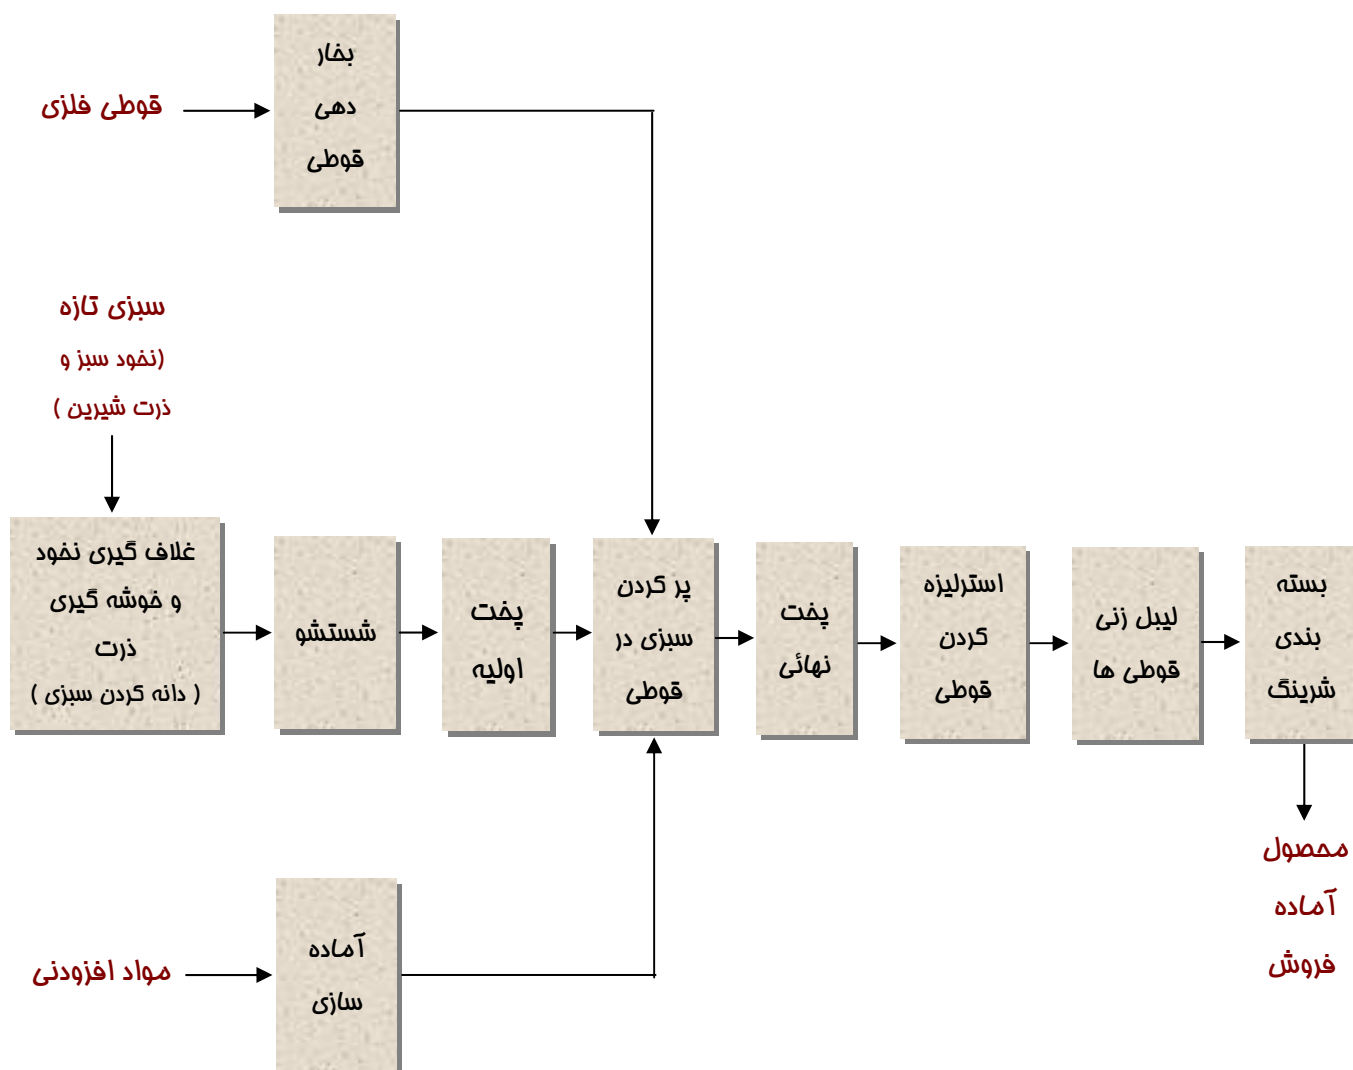 بخار
دهی
قوطی
قوطی فلزی
سبزی تازه
(نخود سبز و
ذرت شیرین )
غلاف گیری نخود
و خوشه گیری
ذرت
( دانه کردن سبزی )
شستشو
پخت
اولیه
پر کردن
سبزی در
قوطی
پخت
نهائی
استرلیزه
کردن
قوطی
لیبل زنی
قوطی ها
بسته
بندی
شرینگ
محصول
آماده
فروش
مواد افزودنی
آماده
سازی